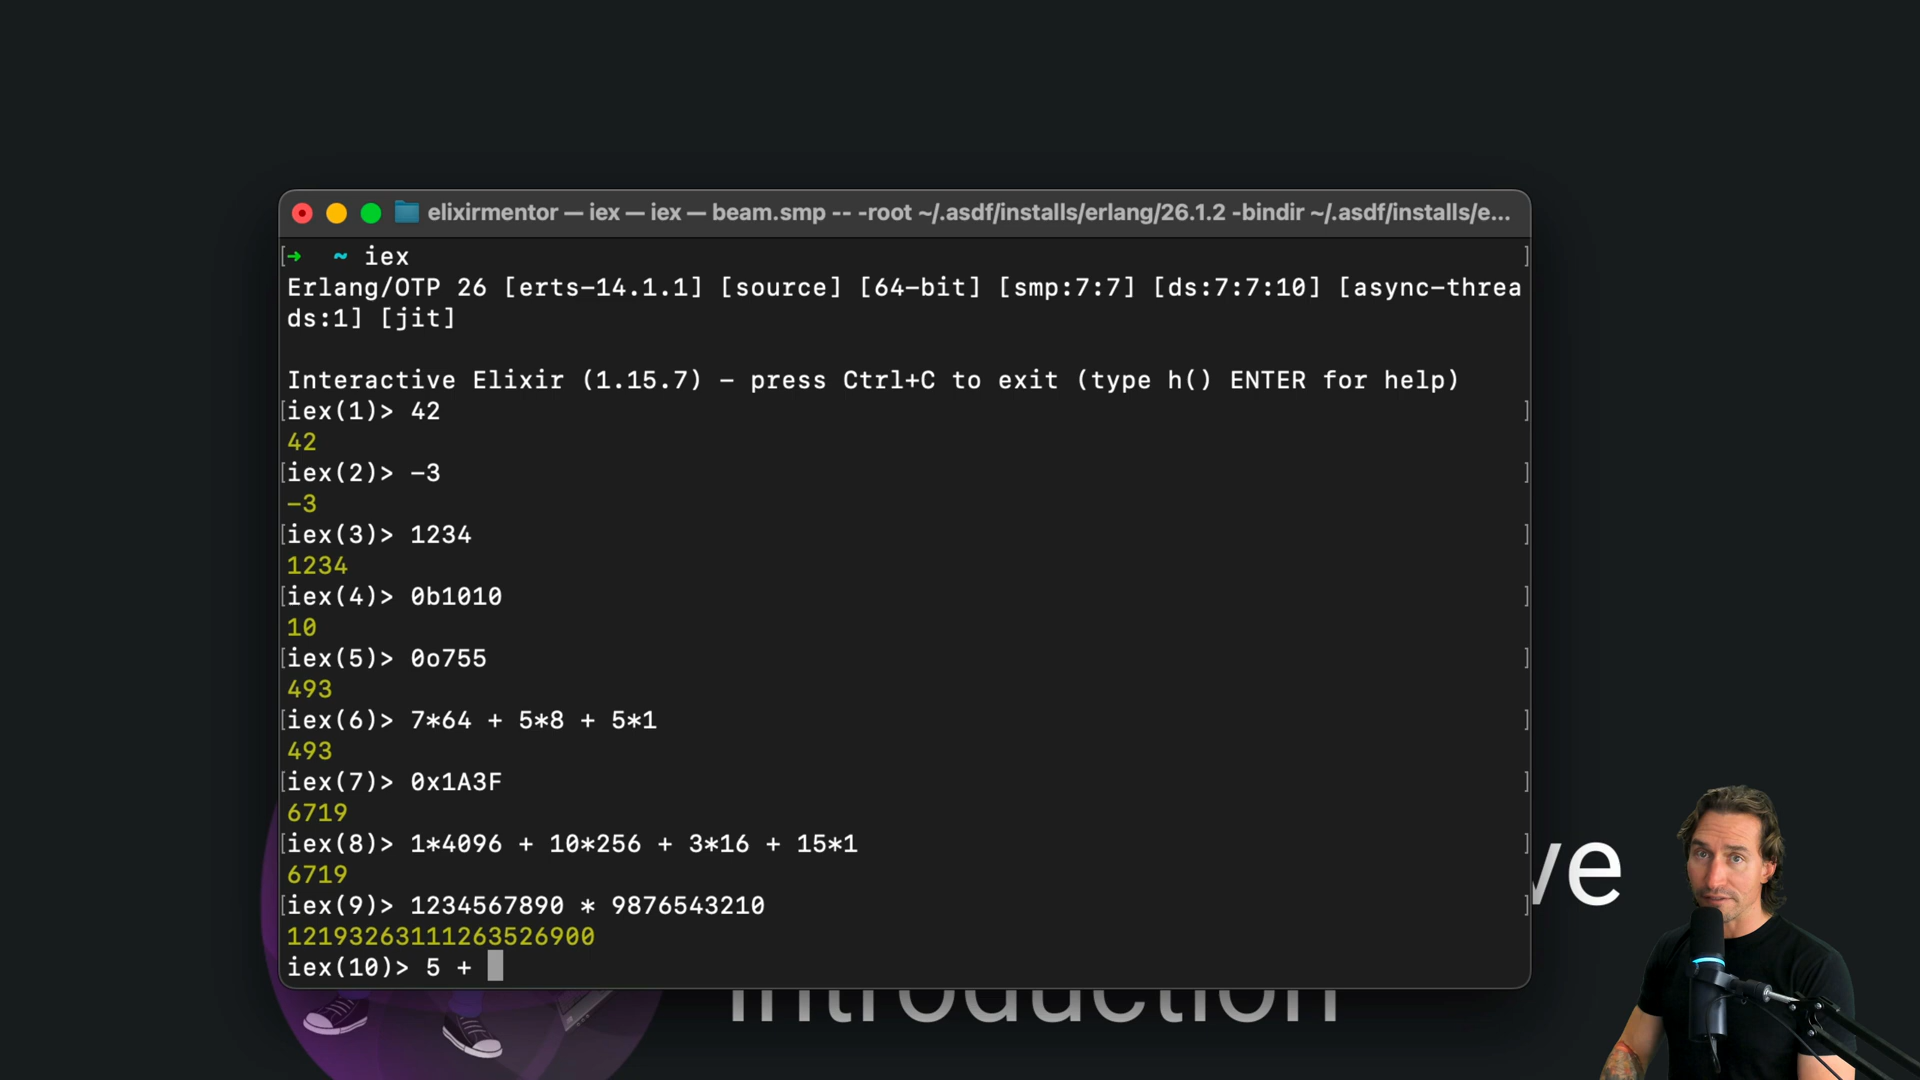 elixirmentor — iex — iex — beam.smp -- -root ~/.asdf/installs/erlang/26.1.2 -bindir ~/.asdf/installs/e...
[→ ~ iex ]
Erlang/OTP 26 [erts-14.1.1] [source] [64-bit] [smp:7:7] [ds:7:7:10] [async-threa
ds:1] [jit]
Interactive Elixir (1.15.7) - press Ctrl+C to exit (type h() ENTER for help)
[iex(1)> 42 ]
42
[iex(2)> -3 ]
-3
[iex(3)> 1234 ]
1234
[iex(4)> 0b1010 ]
10
[iex(5)> 0o755 ]
493
[iex(6)> 7*64 + 5*8 + 5*1 ]
493
[iex(7)> 0x1A3F ]
6719
[iex(8)> 1*4096 + 10*256 + 3*16 + 15*1 ]
6719
[iex(9)> 1234567890 * 9876543210 ]
12193263111263526900
iex(10)> 5 +
ve
Introduction